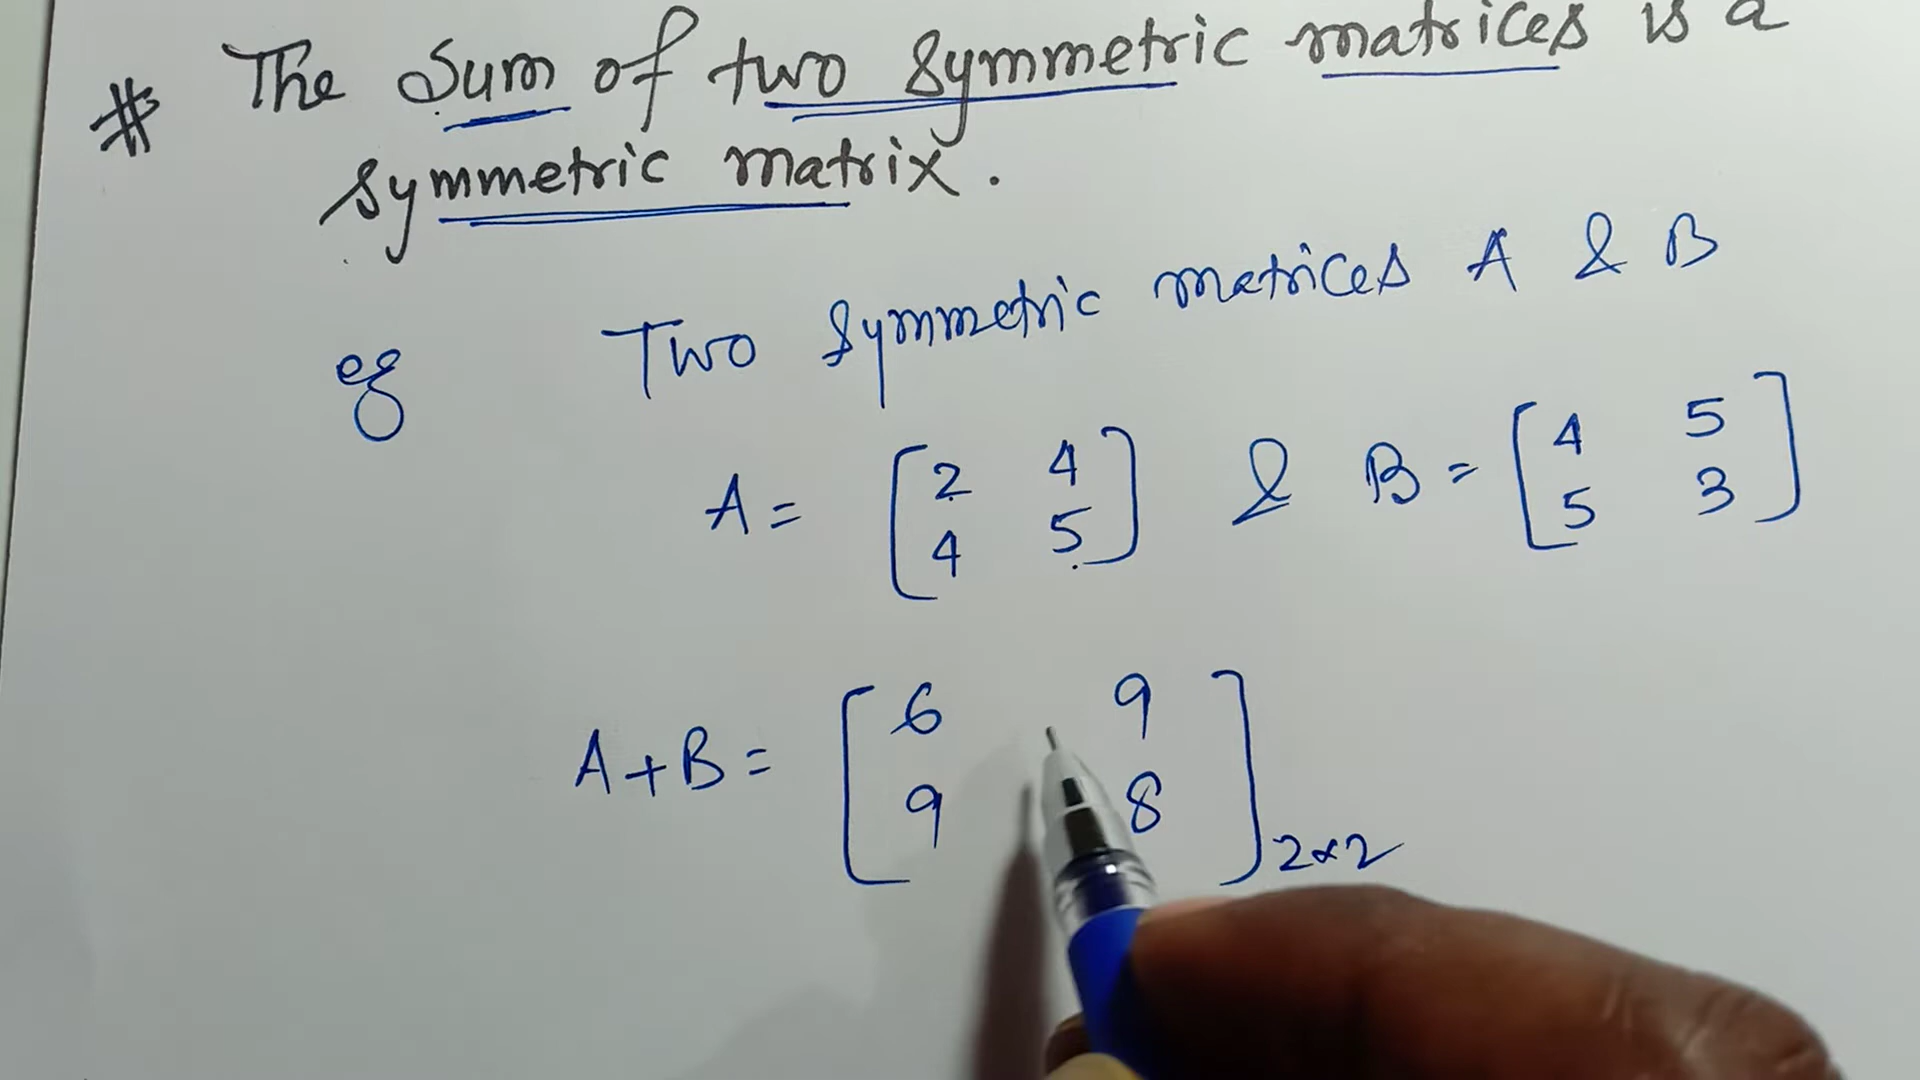 # The Sum of two symmetric matrices is a
symmetric matrix.
eg Two symmetric matrices A & B
A = [2 4
4 5] & B = [4 5
5 3]
A+B = [6 9
9 8]2×2